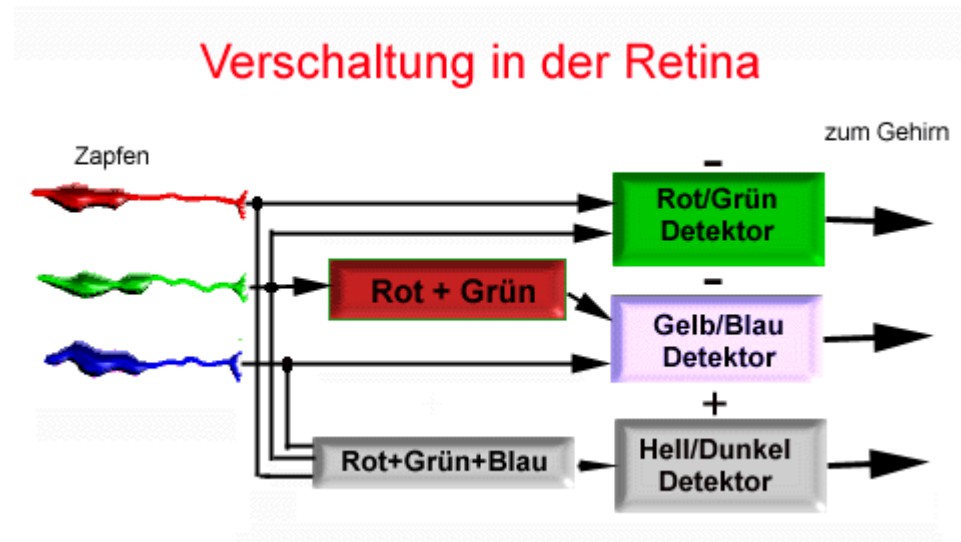 Verschaltung in der Retina
zum Gehirn
Zapfen
-
Rot/Grün
Detektor
-
Rot + Grün
Gelb/Blau
Detektor
+
Rot+Grün+Blau
Hell/Dunkel
Detektor